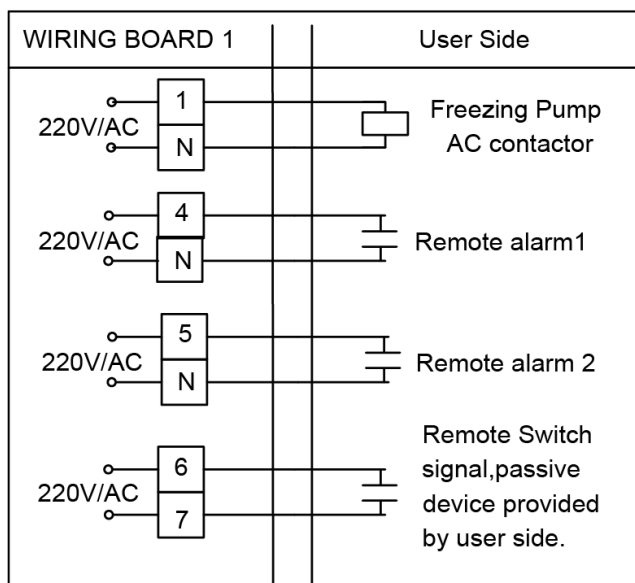 WIRING BOARD 1
User Side
1
220V/AC
N
Freezing Pump
AC contactor
4
220V/AC
N
Remote alarm1
5
220V/AC
N
Remote alarm 2
6
220V/AC
7
Remote Switch
signal,passive
device provided
by user side.